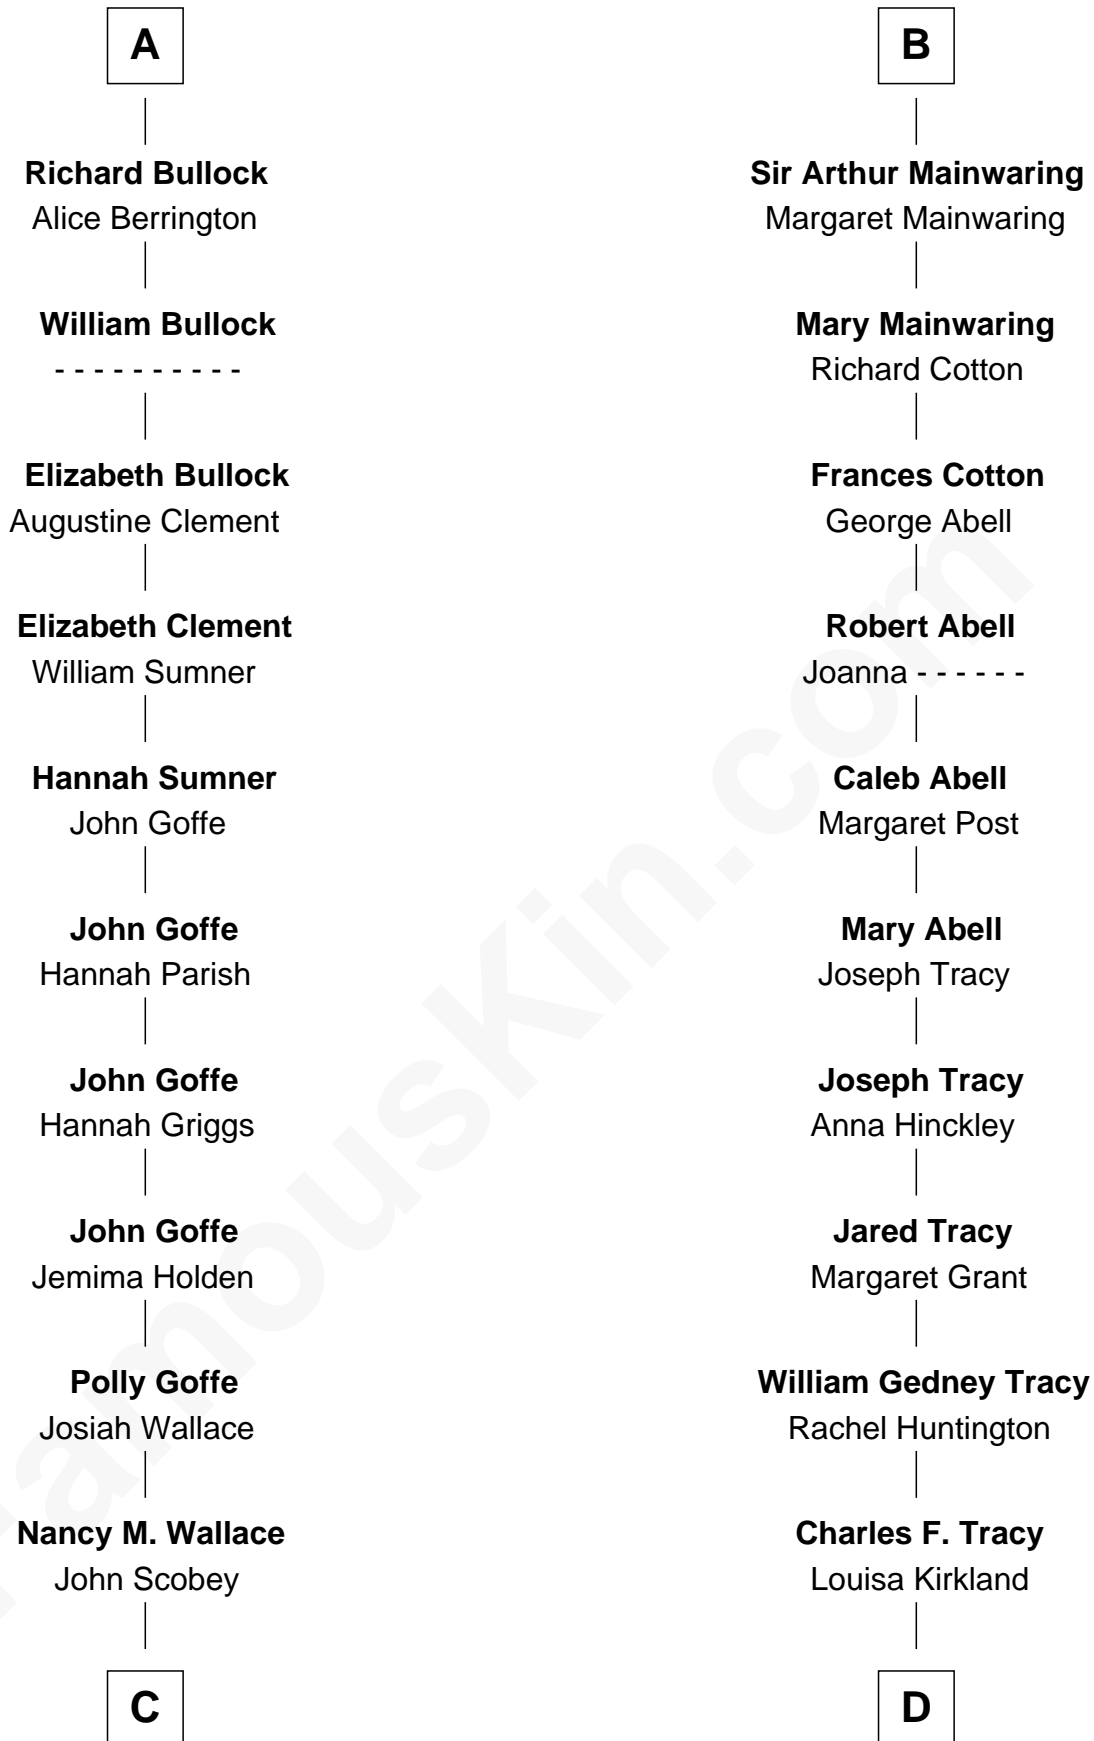 A
Richard Bullock
Alice Berrington
William Bullock
- - - - - - - - - -
Elizabeth Bullock
Augustine Clement
Elizabeth Clement
William Sumner
Hannah Sumner
John Goffe
John Goffe
Hannah Parish
John Goffe
Hannah Griggs
John Goffe
Jemima Holden
Polly Goffe
Josiah Wallace
Nancy M. Wallace
John Scobey
C
B
Sir Arthur Mainwaring
Margaret Mainwaring
Mary Mainwaring
Richard Cotton
Frances Cotton
George Abell
Robert Abell
Joanna - - - - - -
Caleb Abell
Margaret Post
Mary Abell
Joseph Tracy
Joseph Tracy
Anna Hinckley
Jared Tracy
Margaret Grant
William Gedney Tracy
Rachel Huntington
Charles F. Tracy
Louisa Kirkland
D
FamousKin.com